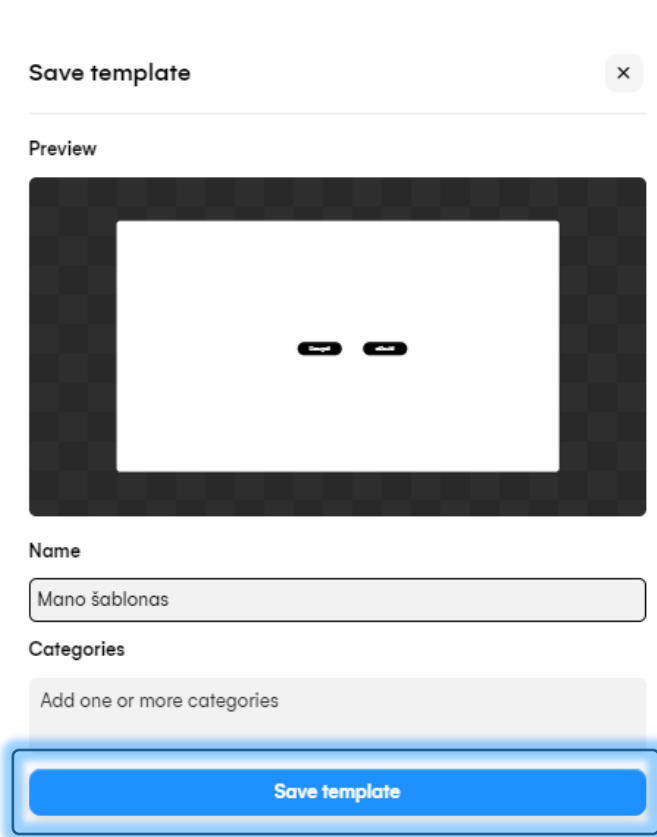 Save template
Preview
Name
Mano šablonas
Categories
Add one or more categories
Save template